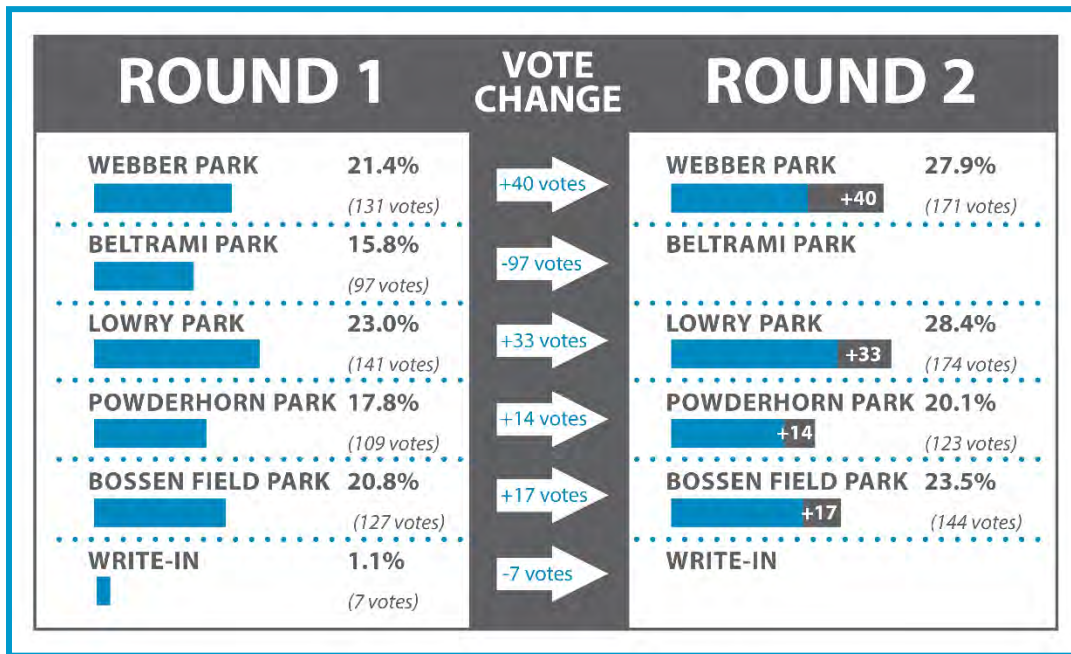 ROUND 1
VOTE
CHANGE
ROUND 2
WEBBER PARK 21.4%
(131 votes)
+40 votes
WEBBER PARK 27.9%
+40
(171 votes)
BELTRAMI PARK 15.8%
(97 votes)
-97 votes
BELTRAMI PARK
LOWRY PARK 23.0%
(141 votes)
+33 votes
LOWRY PARK 28.4%
+33
(174 votes)
POWDERHORN PARK 17.8%
(109 votes)
+14 votes
POWDERHORN PARK 20.1%
+14
(123 votes)
BOSSEN FIELD PARK 20.8%
(127 votes)
+17 votes
BOSSEN FIELD PARK 23.5%
+17
(144 votes)
WRITE-IN 1.1%
(7 votes)
-7 votes
WRITE-IN